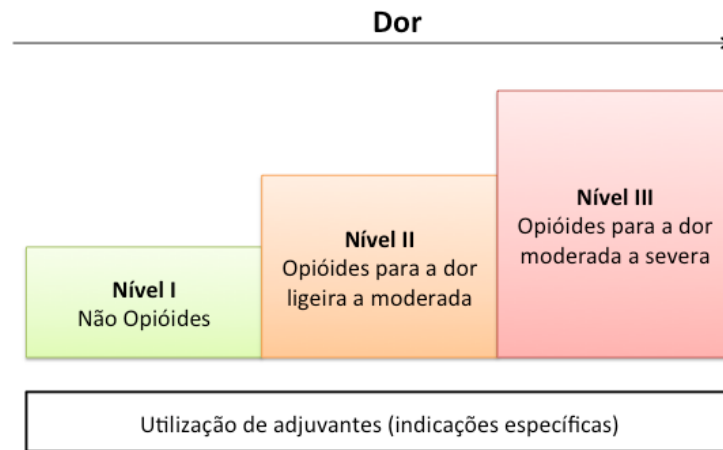 Dor
Nível I
Não Opióides
Nível II
Opióides para a dor
ligeira a moderada
Nível III
Opióides para a dor
moderada a severa
Utilização de adjuvantes (indicações específicas)